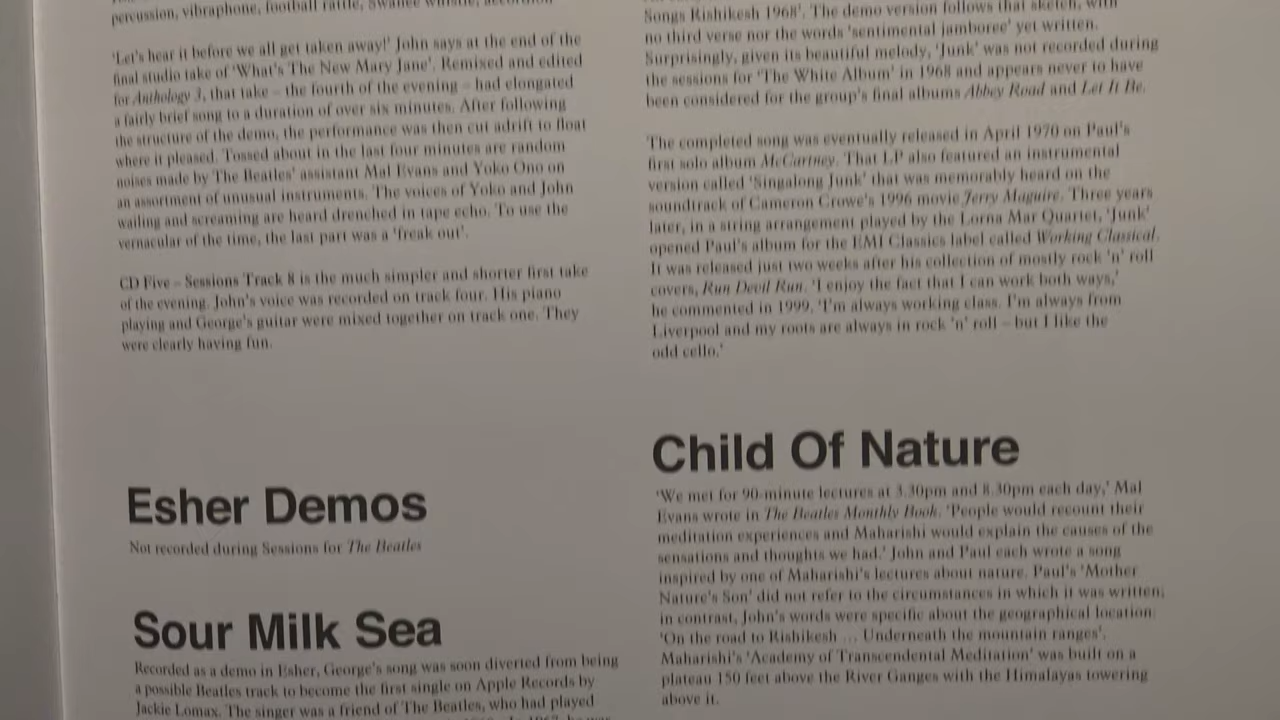 percussion, vibraphone, football rattle, Swanee whistle, accordion
'Let's hear it before we all get taken away!' John says at the end of the
final studio take of 'What's The New Mary Jane'. Remixed and edited
for Anthology 3, that take – the fourth of the evening – had elongated
a fairly brief song to a duration of over six minutes. After following
the structure of the demo, the performance was then cut adrift to float
where it pleased. Tossed about in the last four minutes are random
noises made by The Beatles' assistant Mal Evans and Yoko Ono on
an assortment of unusual instruments. The voices of Yoko and John
wailing and screaming are heard drenched in tape echo. To use the
vernacular of the time, the last part was a 'freak out'.
CD Five – Sessions Track 8 is the much simpler and shorter first take
of the evening. John's voice was recorded on track four. His piano
playing and George's guitar were mixed together on track one. They
were clearly having fun.
Esher Demos
Not recorded during Sessions for The Beatles
Sour Milk Sea
Recorded as a demo in Esher, George's song was soon diverted from being
a possible Beatles track to become the first single on Apple Records by
Jackie Lomax. The singer was a friend of The Beatles, who had played
Songs Rishikesh 1968'. The demo version follows that sketch, with
no third verse nor the words 'sentimental jamboree' yet written.
Surprisingly, given its beautiful melody, 'Junk' was not recorded during
the sessions for 'The White Album' in 1968 and appears never to have
been considered for the group's final albums Abbey Road and Let It Be.
The completed song was eventually released in April 1970 on Paul's
first solo album McCartney. That LP also featured an instrumental
version called 'Singalong Junk' that was memorably heard on the
soundtrack of Cameron Crowe's 1996 movie Jerry Maguire. Three years
later, in a string arrangement played by the Lorna Mar Quartet, 'Junk'
opened Paul's album for the EMI Classics label called Working Classical.
It was released just two weeks after his collection of mostly rock 'n' roll
covers, Run Devil Run. 'I enjoy the fact that I can work both ways,'
he commented in 1999, 'I'm always working class. I'm always from
Liverpool and my roots are always in rock 'n' roll – but I like the
odd cello.'
Child Of Nature
'We met for 90-minute lectures at 3.30pm and 8.30pm each day,' Mal
Evans wrote in The Beatles Monthly Book. 'People would recount their
meditation experiences and Maharishi would explain the causes of the
sensations and thoughts we had.' John and Paul each wrote a song
inspired by one of Maharishi's lectures about nature. Paul's 'Mother
Nature's Son' did not refer to the circumstances in which it was written;
in contrast, John's words were specific about the geographical location:
'On the road to Rishikesh ... Underneath the mountain ranges'.
Maharishi's 'Academy of Transcendental Meditation' was built on a
plateau 150 feet above the River Ganges with the Himalayas towering
above it.